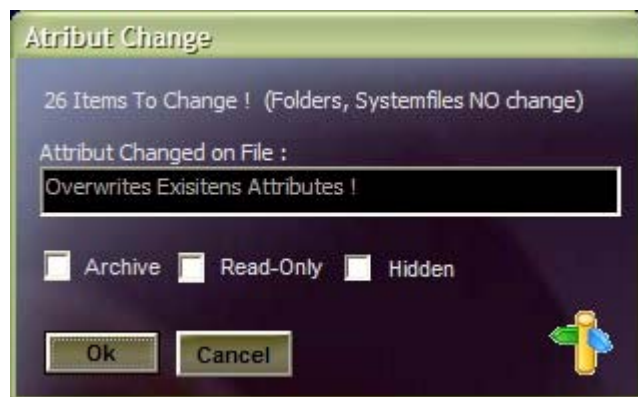 Atribut Change
26 Items To Change ! (Folders, Systemfiles NO change)
Attribut Changed on File :
Overwrites Exisitens Attributes !
Archive Read-Only Hidden
Ok Cancel